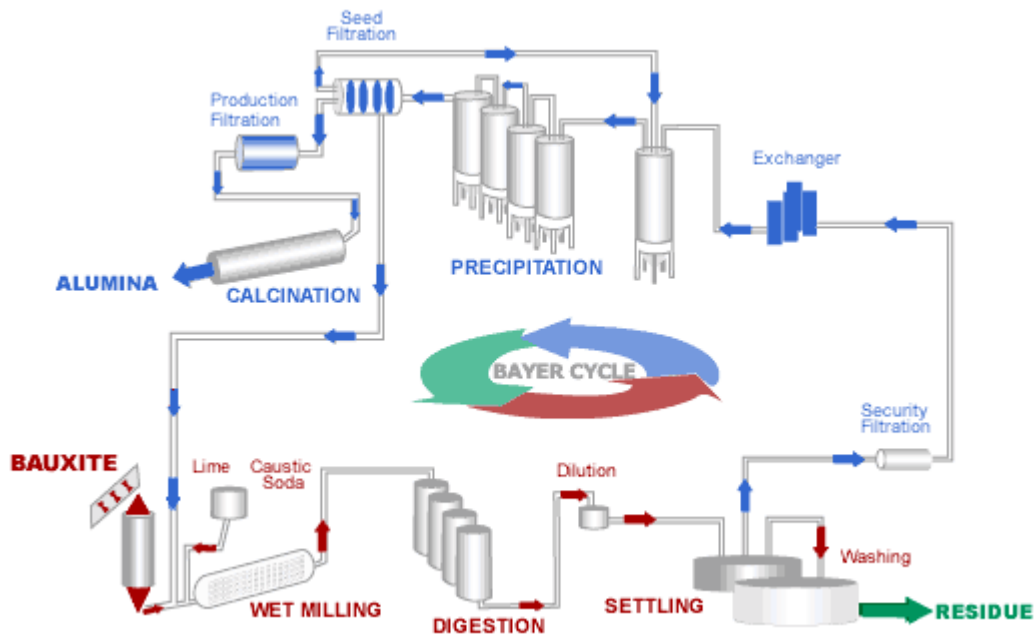 Seed
Filtration
Production
Filtration
Exchanger
PRECIPITATION
ALUMINA
CALCINATION
BAYER CYCLE
Security
Filtration
BAUXITE
Lime
Caustic
Soda
Dilution
Washing
WET MILLING
DIGESTION
SETTLING
RESIDUE